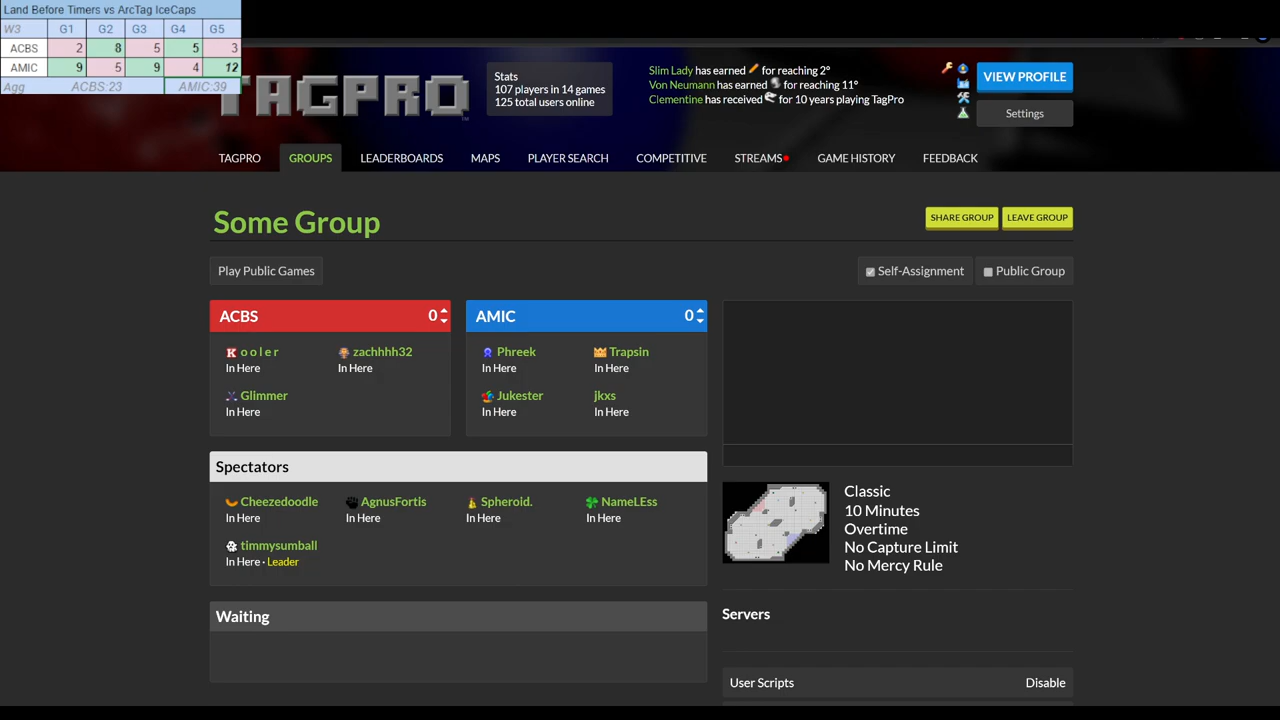 Land Before Timers vs ArcTag IceCaps
W3 G1 G2 G3 G4 G5
ACBS 2 8 5 5 3
AMIC 9 5 9 4 12
Agg ACBS:23 AMIC:39
TAGPRO
Stats
107 players in 14 games
125 total users online
Slim Lady has earned for reaching 2°
Von Neumann has earned for reaching 11°
Clementine has received for 10 years playing TagPro
VIEW PROFILE
Settings
TAGPRO GROUPS LEADERBOARDS MAPS PLAYER SEARCH COMPETITIVE STREAMS GAME HISTORY FEEDBACK
Some Group
SHARE GROUP LEAVE GROUP
Play Public Games
Self-Assignment Public Group
ACBS 0
o o l e r zachhhh32
In Here In Here
Glimmer
In Here
AMIC 0
Phreek Trapsin
In Here In Here
Jukester jkxs
In Here In Here
Spectators
Cheezedoodle AgnusFortis Spheroid. NameLEss
In Here In Here In Here In Here
timmysumball
In Here · Leader
Waiting
Classic
10 Minutes
Overtime
No Capture Limit
No Mercy Rule
Servers
User Scripts Disable